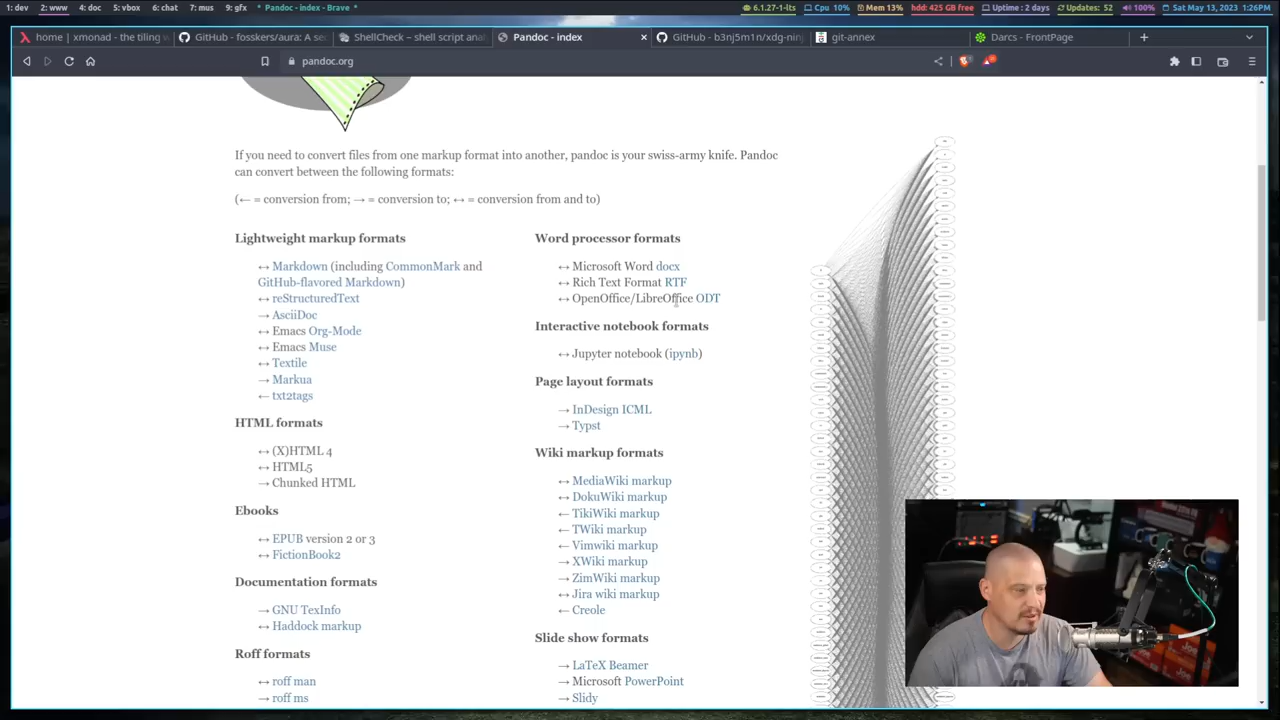 1: dev 2: www 4: doc 5: vbox 6: chat 7: mus 9: gfx * Pandoc - index - Brave * 6.1.27-1-lts Cpu 10% Mem 13% hdd: 425 GB free Uptime: 2 days Updates: 52 100% Sat May 13, 2023 1:26PM
home | xmonad - the tiling w GitHub - fosskers/aura: A se ShellCheck – shell script anal Pandoc - index GitHub - b3nj5m1n/xdg-ninj git-annex Darcs - FrontPage
pandoc.org
If you need to convert files from one markup format into another, pandoc is your swiss-army knife. Pandoc
can convert between the following formats:
(← = conversion from; → = conversion to; ↔ = conversion from and to)
Lightweight markup formats
↔ Markdown (including CommonMark and
GitHub-flavored Markdown)
↔ reStructuredText
→ AsciiDoc
↔ Emacs Org-Mode
↔ Emacs Muse
↔ Textile
→ Markua
← txt2tags
HTML formats
↔ (X)HTML 4
↔ HTML5
→ Chunked HTML
Ebooks
↔ EPUB version 2 or 3
↔ FictionBook2
Documentation formats
→ GNU TexInfo
↔ Haddock markup
Roff formats
↔ roff man
→ roff ms
Word processor formats
↔ Microsoft Word docx
↔ Rich Text Format RTF
↔ OpenOffice/LibreOffice ODT
Interactive notebook formats
↔ Jupyter notebook (ipynb)
Page layout formats
→ InDesign ICML
→ Typst
Wiki markup formats
↔ MediaWiki markup
↔ DokuWiki markup
← TikiWiki markup
← TWiki markup
← Vimwiki markup
→ XWiki markup
→ ZimWiki markup
↔ Jira wiki markup
← Creole
Slide show formats
→ LaTeX Beamer
→ Microsoft PowerPoint
→ Slidy